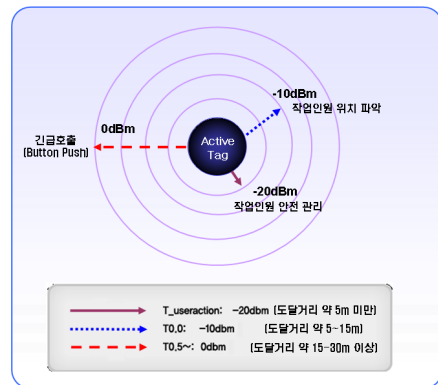 -10dBm
작업인원 위치 파악
0dBm
긴급호출
(Button Push)
Active
Tag
-20dBm
작업인원 안전 관리
T_useraction: -20dbm (도달거리 약 5m 미만)
T0,0: -10dbm (도달거리 약 5~15m)
T0,5~: 0dbm (도달거리 약 15-30m 이상)